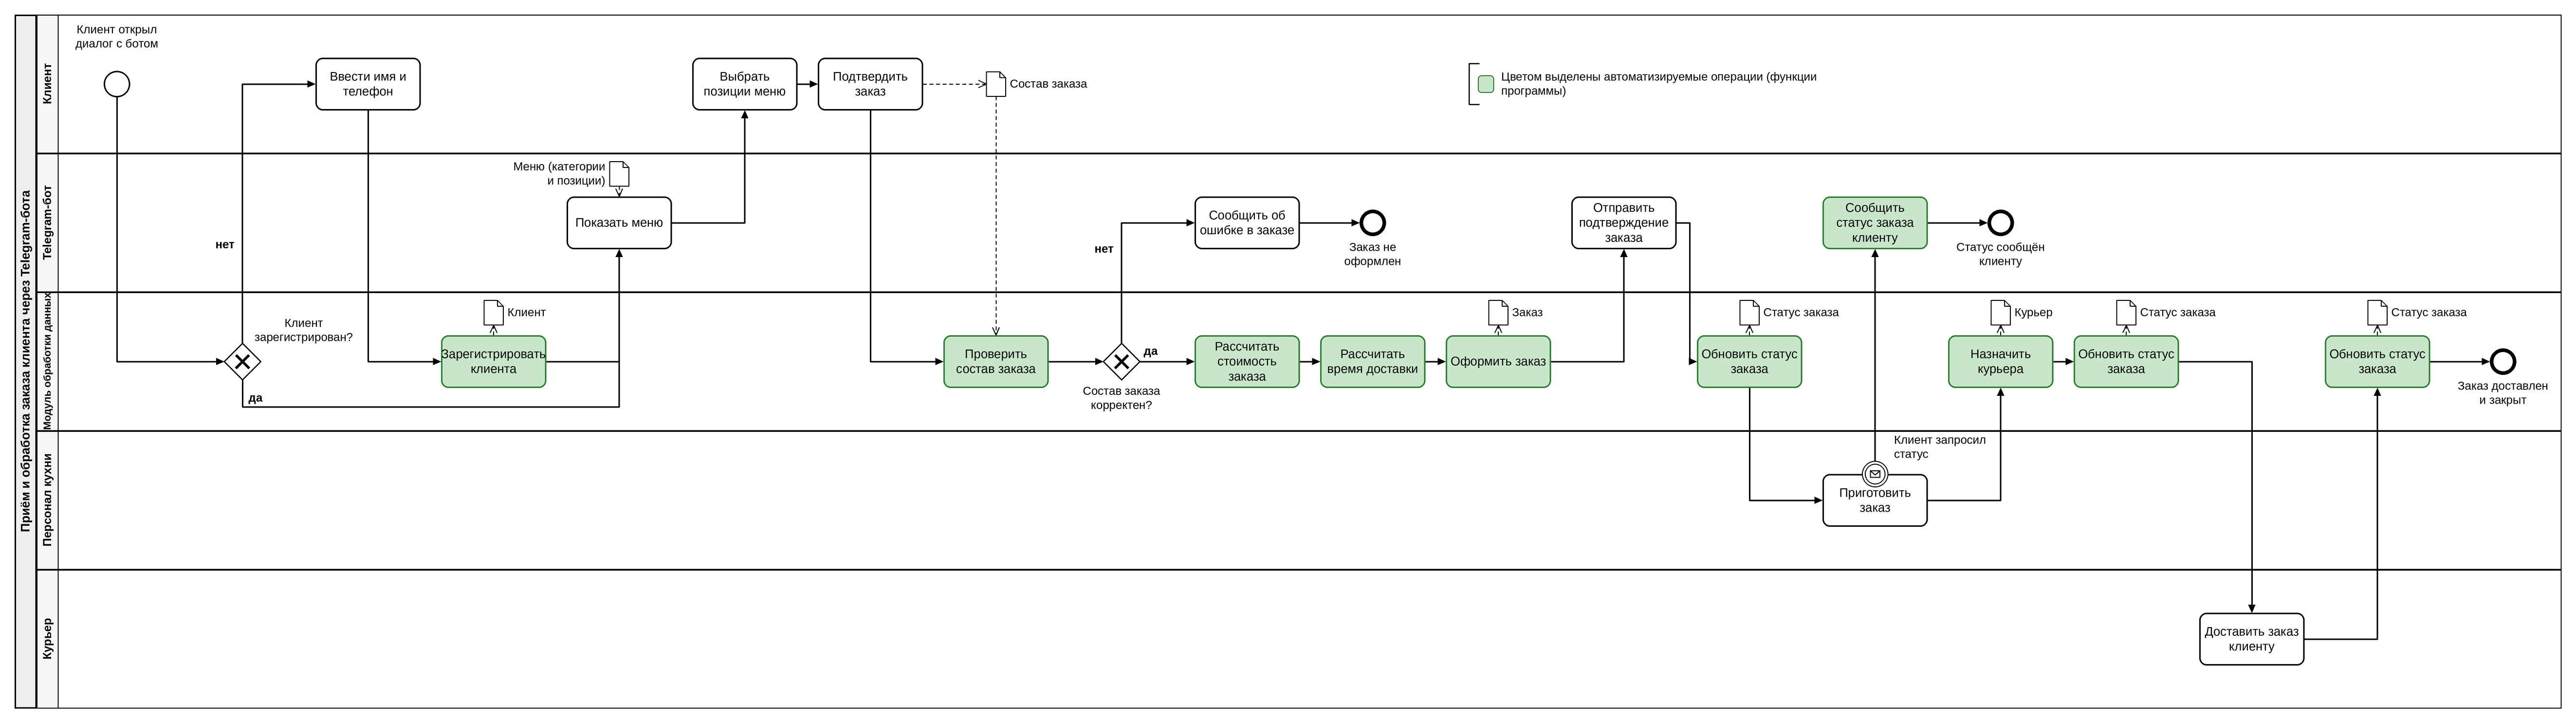 Приём и обработка заказа клиента через Telegram-бота
Клиент
Клиент открыл
диалог с ботом
Ввести имя и
телефон
Выбрать
позиции меню
Подтвердить
заказ
Состав заказа
Цветом выделены автоматизируемые операции (функции
программы)
Telegram-бот
нет
Меню (категории
и позиции)
Показать меню
нет
Сообщить об
ошибке в заказе
Заказ не
оформлен
Отправить
подтверждение
заказа
Сообщить
статус заказа
клиенту
Статус сообщён
клиенту
Модуль обработки данных
Клиент
зарегистрирован?
да
Клиент
Зарегистрировать
клиента
Проверить
состав заказа
да
Состав заказа
корректен?
Рассчитать
стоимость
заказа
Рассчитать
время доставки
Заказ
Оформить заказ
Статус заказа
Обновить статус
заказа
Курьер
Назначить
курьера
Статус заказа
Обновить статус
заказа
Статус заказа
Обновить статус
заказа
Заказ доставлен
и закрыт
Персонал кухни
Клиент запросил
статус
Приготовить
заказ
Курьер
Доставить заказ
клиенту